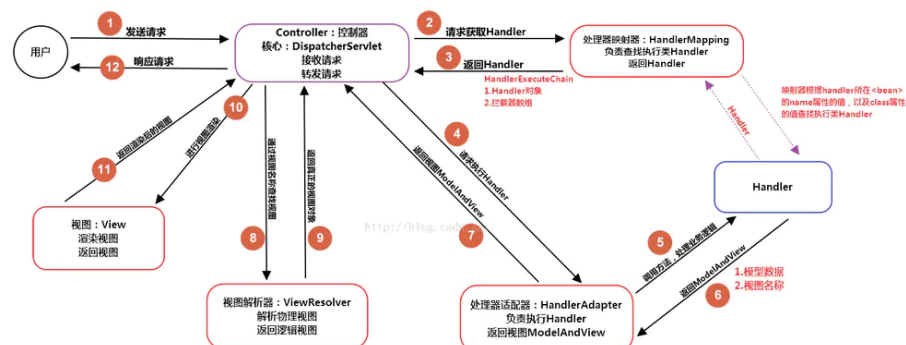 1
发送请求
用户
12
响应请求
Controller：控制器
核心：DispatcherServlet
接收请求
转发请求
2
请求获取Handler
3
返回Handler
HandlerExecuteChain
1.Handler对象
2.拦截器数组
处理器映射器：HandlerMapping
负责查找执行类Handler
返回Handler
Handler
映射器根据handler所在<bean>
的name属性的值，以及class属性
的值查找执行类Handler
Handler
4
请求执行Handler
5
调用方法，处理业务逻辑
6
返回ModelAndView
1.模型数据
2.视图名称
处理器适配器：HandlerAdapter
负责执行Handler
返回视图ModelAndView
7
返回视图ModelAndView
8
通过视图名称查找视图
9
返回真正的视图对象
视图解析器：ViewResolver
解析物理视图
返回逻辑视图
10
进行视图渲染
11
返回渲染后的视图
视图：View
渲染视图
返回视图
http://blog.csdn.net/